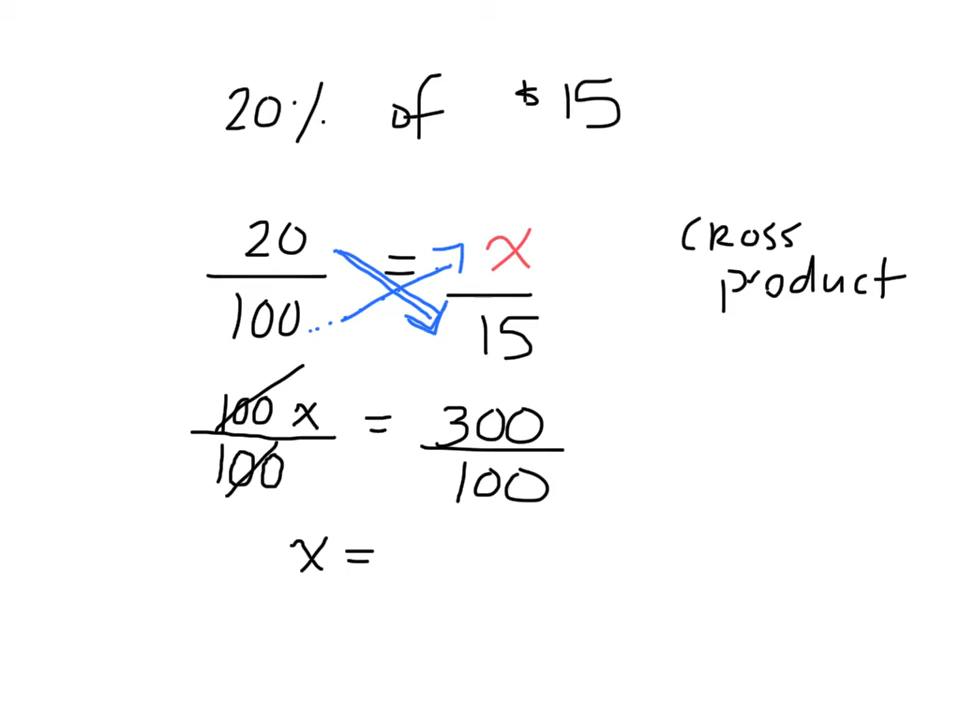 20% of $15
20/100 = x/15
Cross
product
100x/100 = 300/100
x =